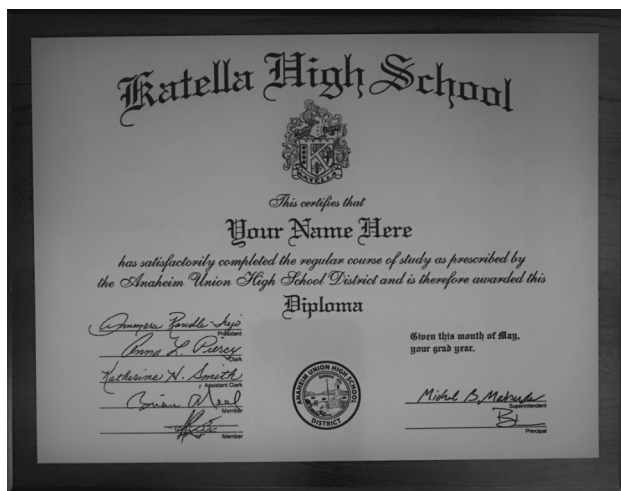 Katella High School
KATELLA
This certifies that
Your Name Here
has satisfactorily completed the regular course of study as prescribed by
the Anaheim Union High School District and is therefore awarded this
Diploma
President
Anna L. Piercy
Clerk
Katherine H. Smith
Assistant Clerk
Brian O'Neal
Member
Member
ANAHEIM UNION HIGH SCHOOL
DISTRICT
Given this month of May,
your grad year.
Superintendent
Principal